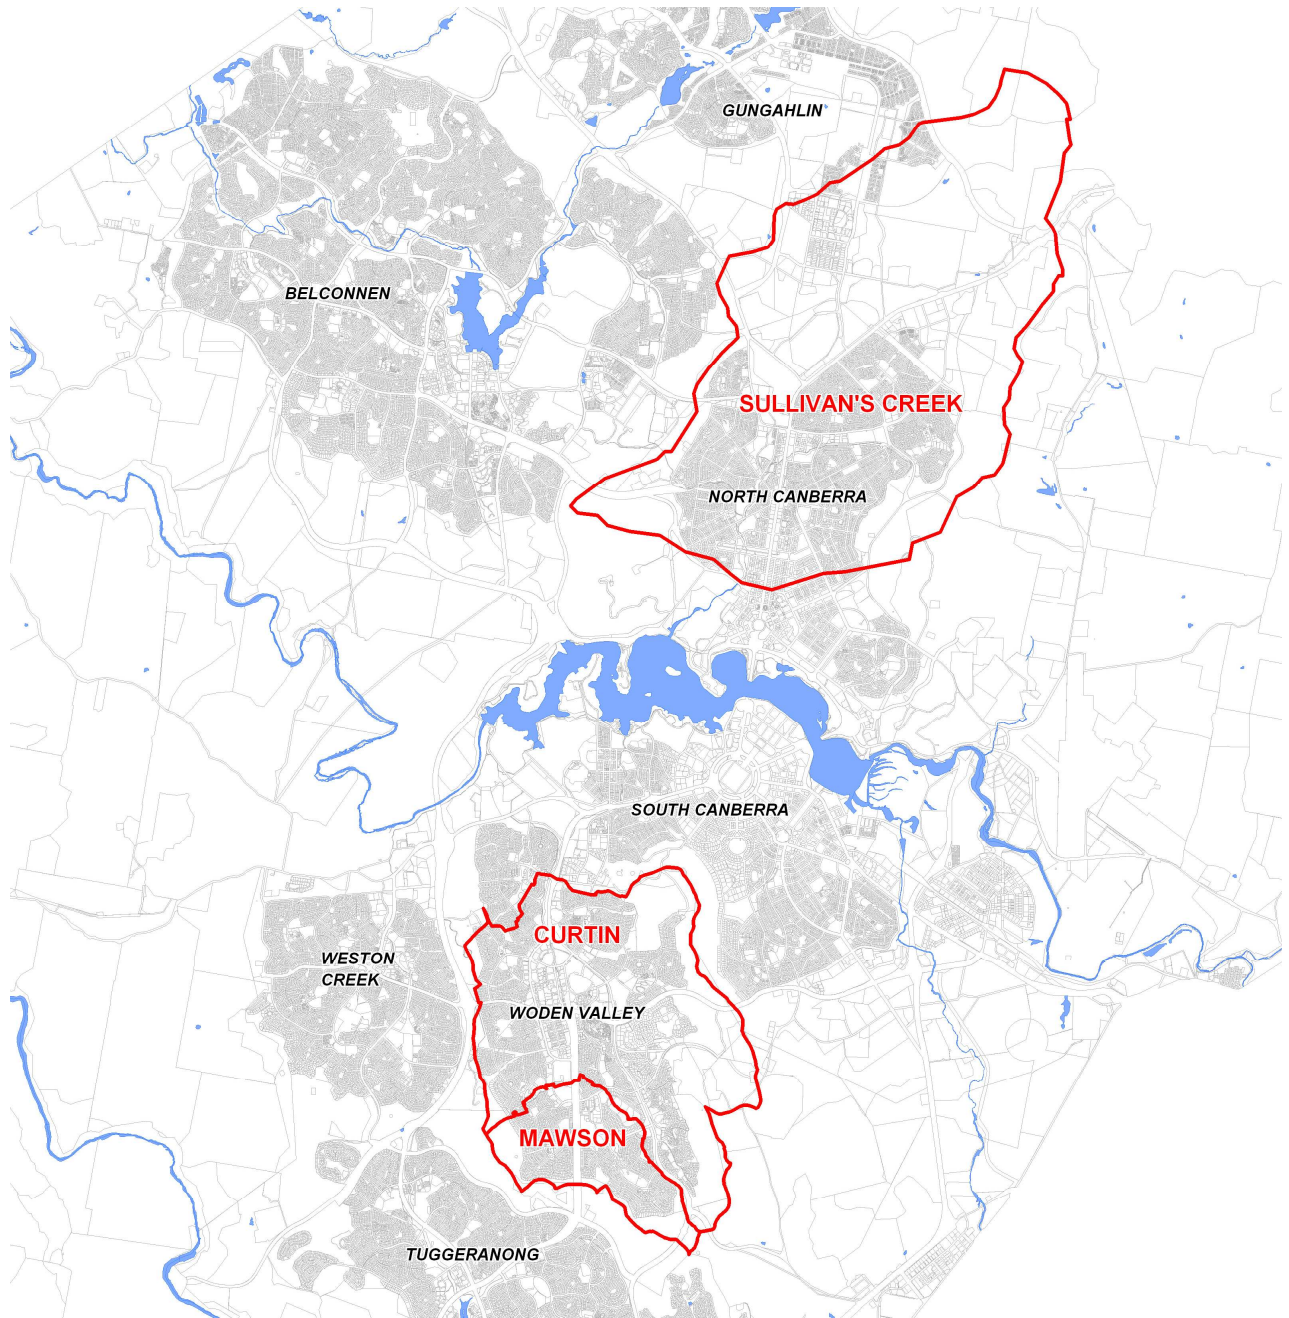 GUNGAHLIN
BELCONNEN
SULLIVAN'S CREEK
NORTH CANBERRA
SOUTH CANBERRA
CURTIN
WESTON
CREEK
WODEN VALLEY
MAWSON
TUGGERANONG